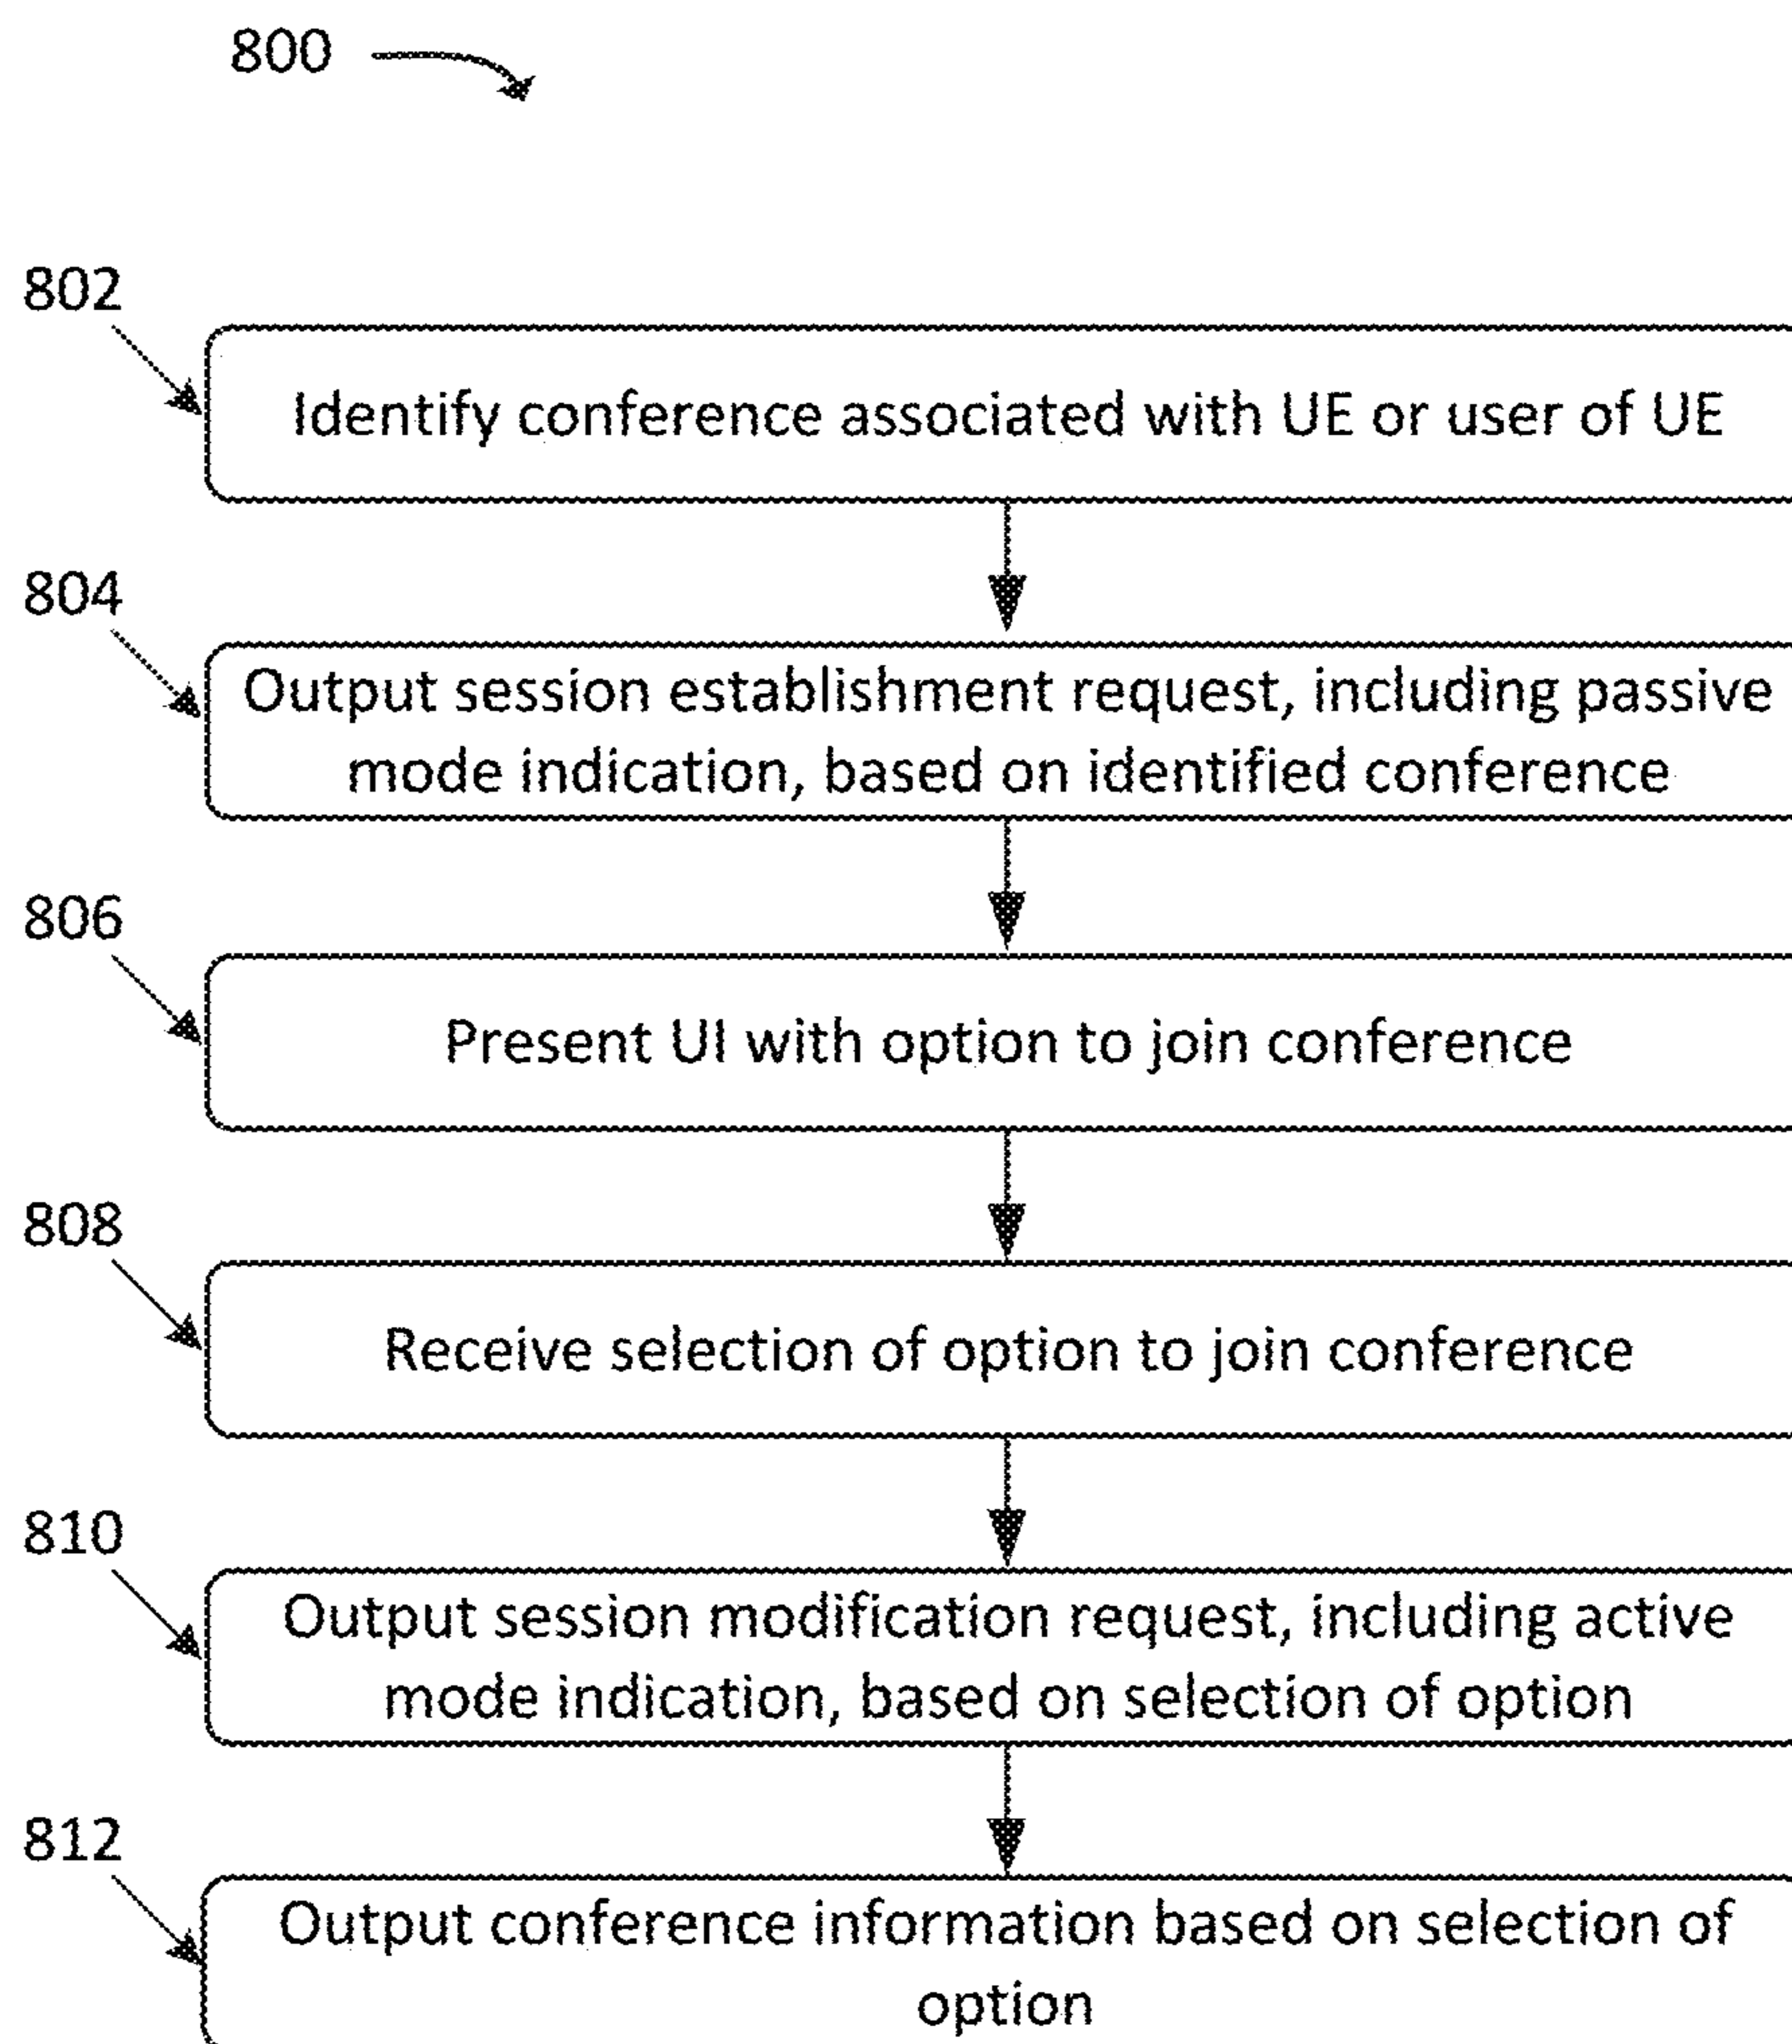 800
802
Identify conference associated with UE or user of UE
804
Output session establishment request, including passive
mode indication, based on identified conference
806
Present UI with option to join conference
808
Receive selection of option to join conference
810
Output session modification request, including active
mode indication, based on selection of option
812
Output conference information based on selection of
option